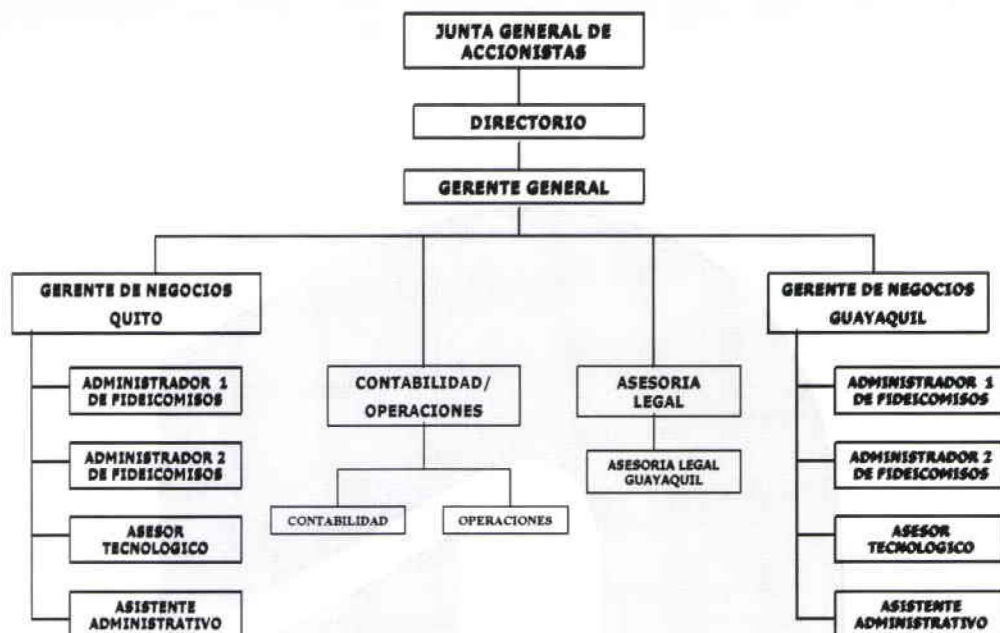 JUNTA GENERAL DE
ACCIONISTAS
DIRECTORIO
GERENTE GENERAL
GERENTE DE NEGOCIOS
QUITO
ADMINISTRADOR 1
DE FIDEICOMISOS
ADMINISTRADOR 2
DE FIDEICOMISOS
ASESOR
TECNOLOGICO
ASISTENTE
ADMINISTRATIVO
CONTABILIDAD/
OPERACIONES
CONTABILIDAD
OPERACIONES
ASESORIA
LEGAL
ASESORIA LEGAL
GUAYAQUIL
GERENTE DE NEGOCIOS
GUAYAQUIL
ADMINISTRADOR 1
DE FIDEICOMISOS
ADMINISTRADOR 2
DE FIDEICOMISOS
ASESOR
TECNOLOGICO
ASISTENTE
ADMINISTRATIVO